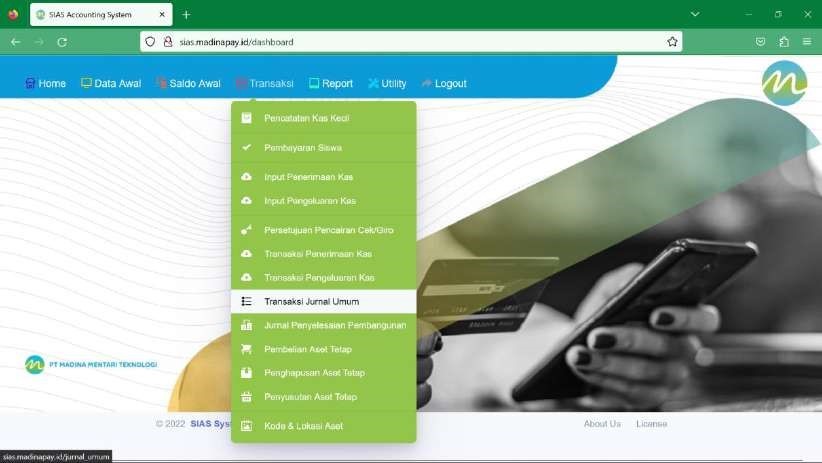 SIAS Accounting System
sias.madinapay.id/dashboard
Home Data Awal Saldo Awal Transaksi Report Utility Logout
Pencatatan Kas Kecil
Pembayaran Siswa
Input Penerimaan Kas
Input Pengeluaran Kas
Persetujuan Pencairan Cek/Giro
Transaksi Penerimaan Kas
Transaksi Pengeluaran Kas
Transaksi Jurnal Umum
Jurnal Penyelesaian Pembangunan
Pembelian Aset Tetap
Penghapusan Aset Tetap
Penyusutan Aset Tetap
Kode & Lokasi Aset
PT MADINA MENTARI TEKNOLOGI
© 2022 SIAS Sys
About Us License
sias.madinapay.id/jurnal_umum